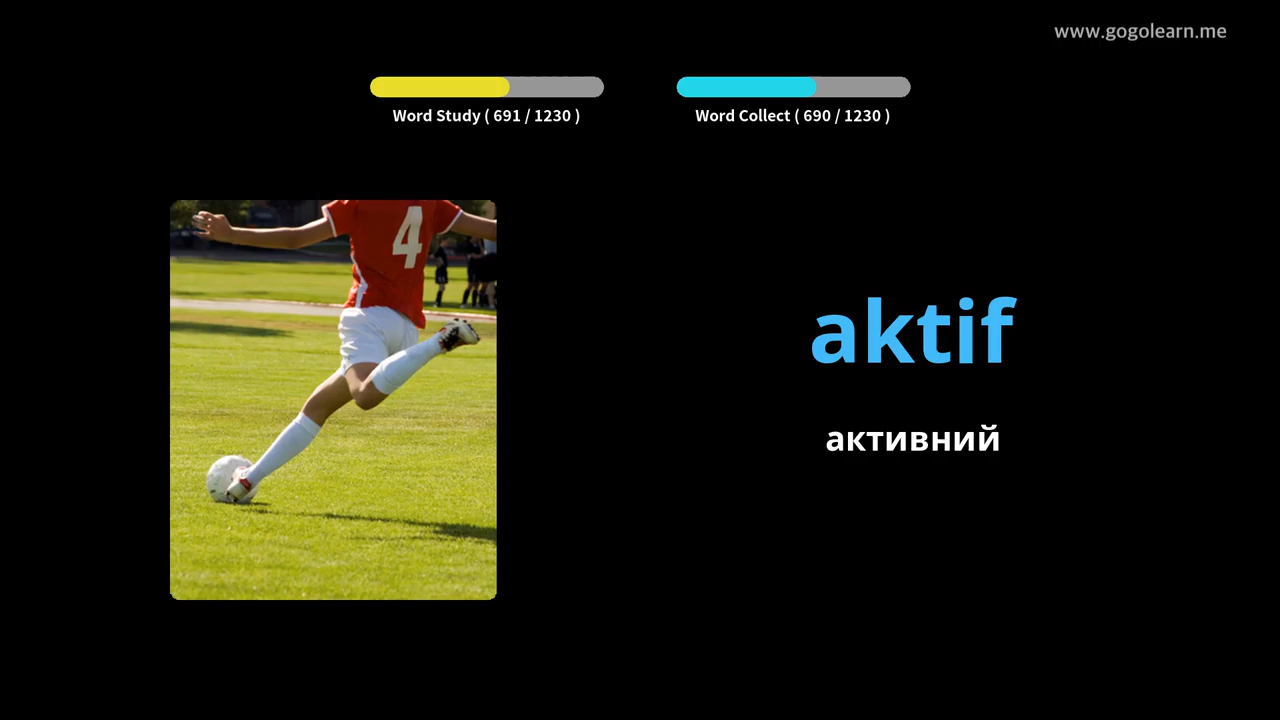 www.gogolearn.me
Word Study ( 691 / 1230 )
Word Collect ( 690 / 1230 )
4
aktif
активний